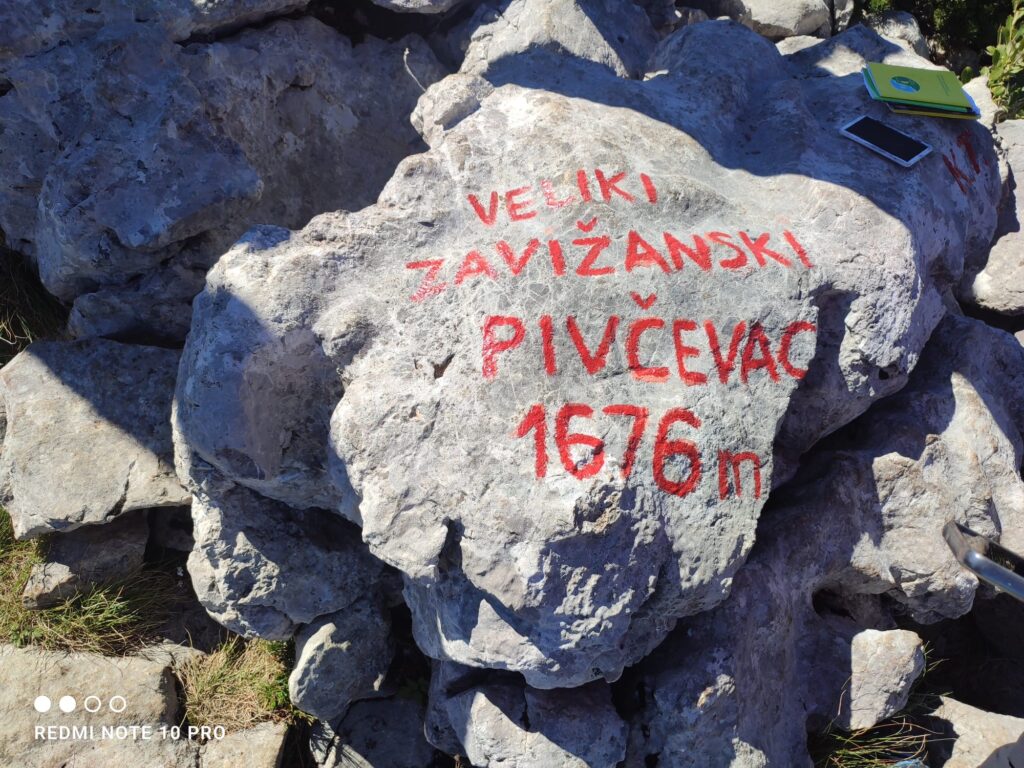 VELIKI
ZAVIŽANSKI
PIVČEVAC
1676 m
REDMI NOTE 10 PRO